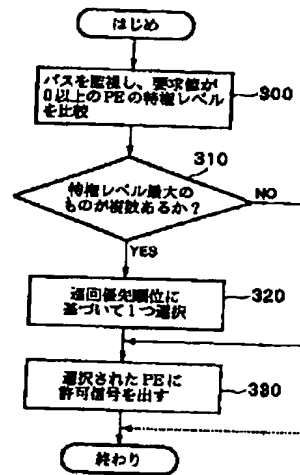 はじめ
バスを監視し、要求値が
0以上のPEの特権レベル
を比較
300
310
特権レベル最大の
ものが複数あるか？
NO
YES
巡回優先順位に
基づいて1つ選択
320
選択されたPEに
許可信号を出す
330
終わり